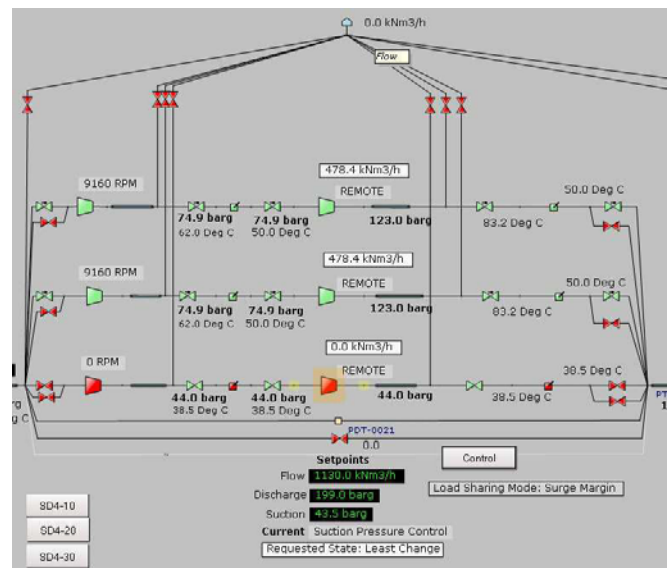 0.0 kNm3/h
Flow
478.4 kNm3/h
9160 RPM
REMOTE
50.0 Deg C
74.9 barg
74.9 barg
123.0 barg
83.2 Deg C
62.0 Deg C
50.0 Deg C
478.4 kNm3/h
9160 RPM
REMOTE
50.0 Deg C
74.9 barg
74.9 barg
123.0 barg
83.2 Deg C
62.0 Deg C
50.0 Deg C
0.0 kNm3/h
0 RPM
REMOTE
38.5 Deg C
44.0 barg
44.0 barg
44.0 barg
38.5 Deg C
38.5 Deg C
38.5 Deg C
g C
PT
1
PDT-0021
0.0
Setpoints
Control
Flow 1130.0 kNm3/h
Discharge 199.0 barg
Load Sharing Mode: Surge Margin
Suction 43.5 barg
Current Suction Pressure Control
Requested State: Least Change
SD4-10
SD4-20
SD4-30